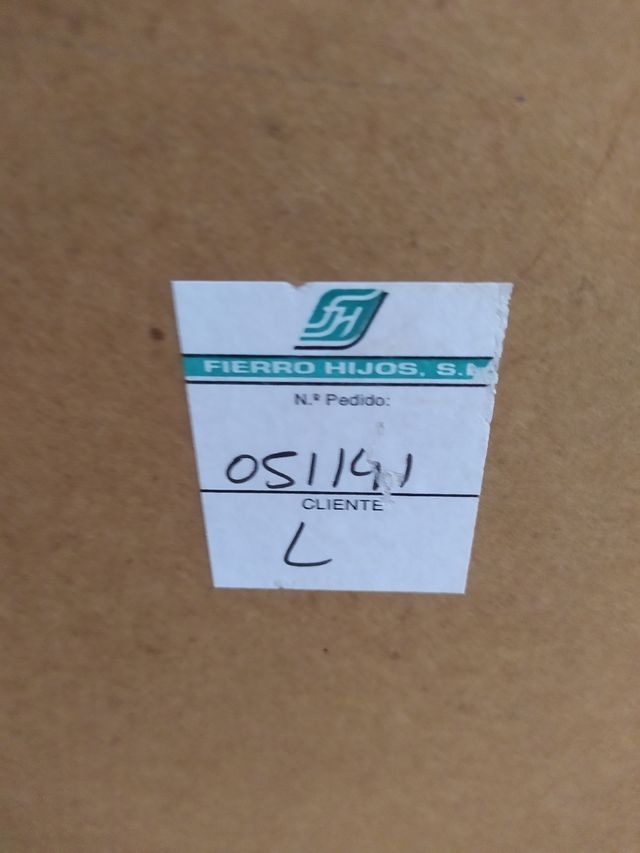 FH
FIERRO HIJOS, S.L
N.º Pedido:
051141
CLIENTE
L